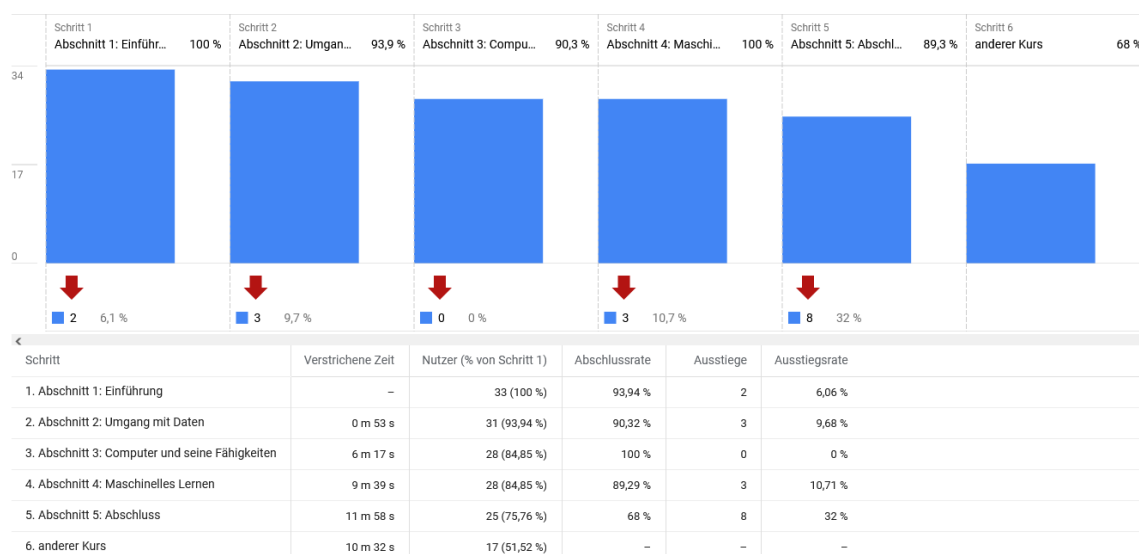 Schritt 1
Abschnitt 1: Einführ... 100 %
Schritt 2
Abschnitt 2: Umgan... 93,9 %
Schritt 3
Abschnitt 3: Compu... 90,3 %
Schritt 4
Abschnitt 4: Maschi... 100 %
Schritt 5
Abschnitt 5: Abschl... 89,3 %
Schritt 6
anderer Kurs 68 %
34
17
0
2 6,1 %
3 9,7 %
0 0 %
3 10,7 %
8 32 %
Schritt Verstrichene Zeit Nutzer (% von Schritt 1) Abschlussrate Ausstiege Ausstiegsrate
1. Abschnitt 1: Einführung – 33 (100 %) 93,94 % 2 6,06 %
2. Abschnitt 2: Umgang mit Daten 0 m 53 s 31 (93,94 %) 90,32 % 3 9,68 %
3. Abschnitt 3: Computer und seine Fähigkeiten 6 m 17 s 28 (84,85 %) 100 % 0 0 %
4. Abschnitt 4: Maschinelles Lernen 9 m 39 s 28 (84,85 %) 89,29 % 3 10,71 %
5. Abschnitt 5: Abschluss 11 m 58 s 25 (75,76 %) 68 % 8 32 %
6. anderer Kurs 10 m 32 s 17 (51,52 %) – – –